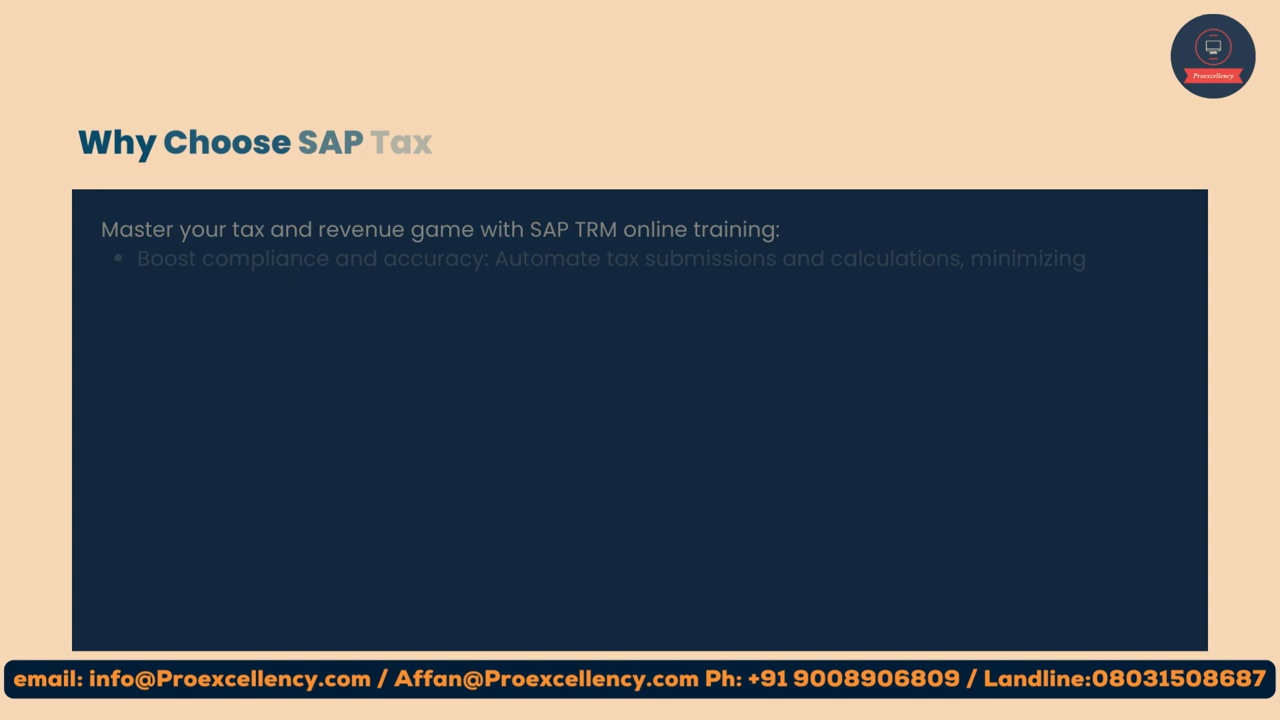 Proexcellency
Why Choose SAP Tax
Master your tax and revenue game with SAP TRM online training:
• Boost compliance and accuracy: Automate tax submissions and calculations, minimizing
email: info@Proexcellency.com / Affan@Proexcellency.com Ph: +91 9008906809 / Landline:08031508687